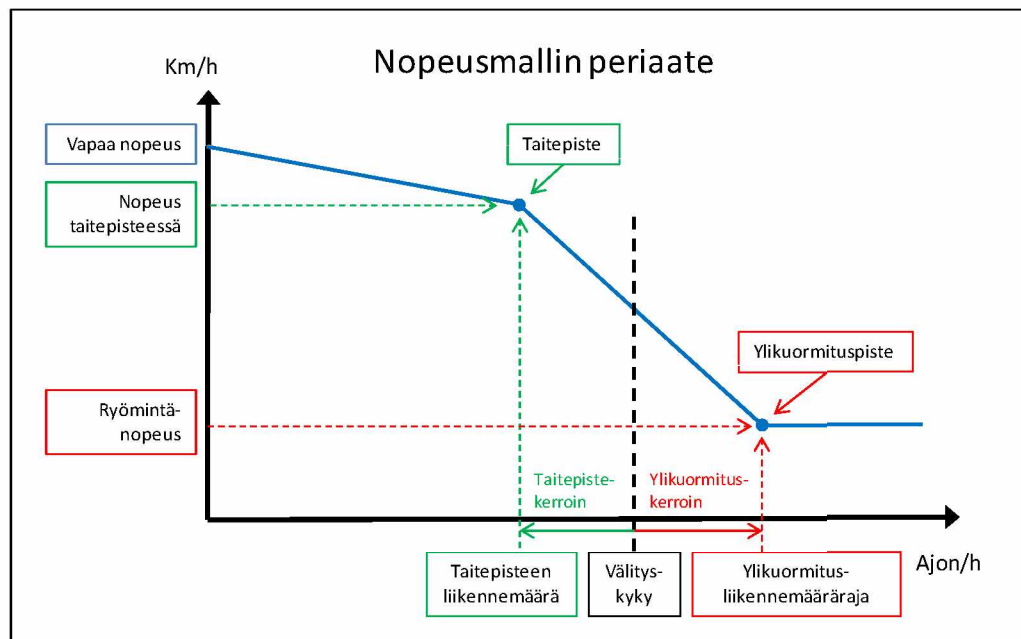 Nopeusmallin periaate
Km/h
Vapaa nopeus
Taitepiste
Nopeus
taitepisteessä
Ylikuormituspiste
Ryömintä-
nopeus
Taitepiste-
kerroin
Ylikuormitus-
kerroin
Ajon/h
Taitepisteen
liikennemäärä
Välitys-
kyky
Ylikuormitus-
liikennemääräraja